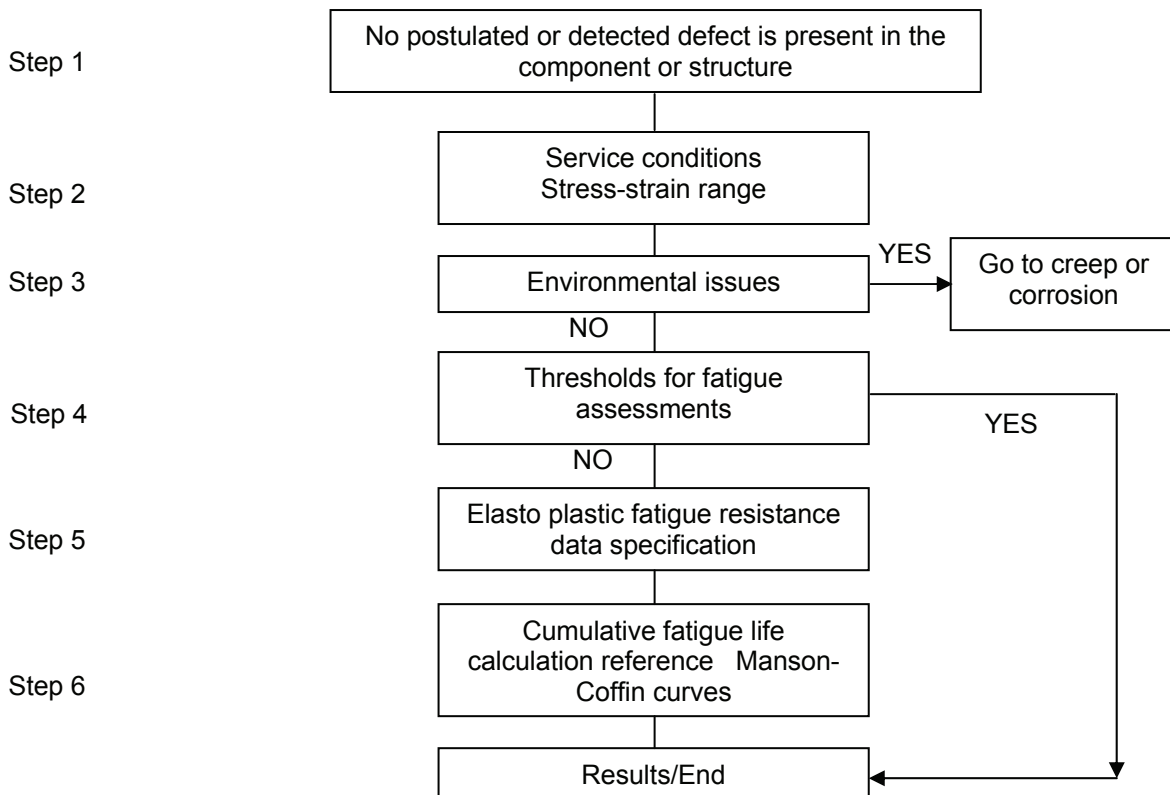 No postulated or detected defect is present in the
component or structure
Step 1
Service conditions
Stress-strain range
Step 2
YES
Go to creep or
corrosion
Step 3
Environmental issues
NO
Thresholds for fatigue
assessments
Step 4
YES
NO
Elasto plastic fatigue resistance
data specification
Step 5
Cumulative fatigue life
calculation reference Manson-
Coffin curves
Step 6
Results/End